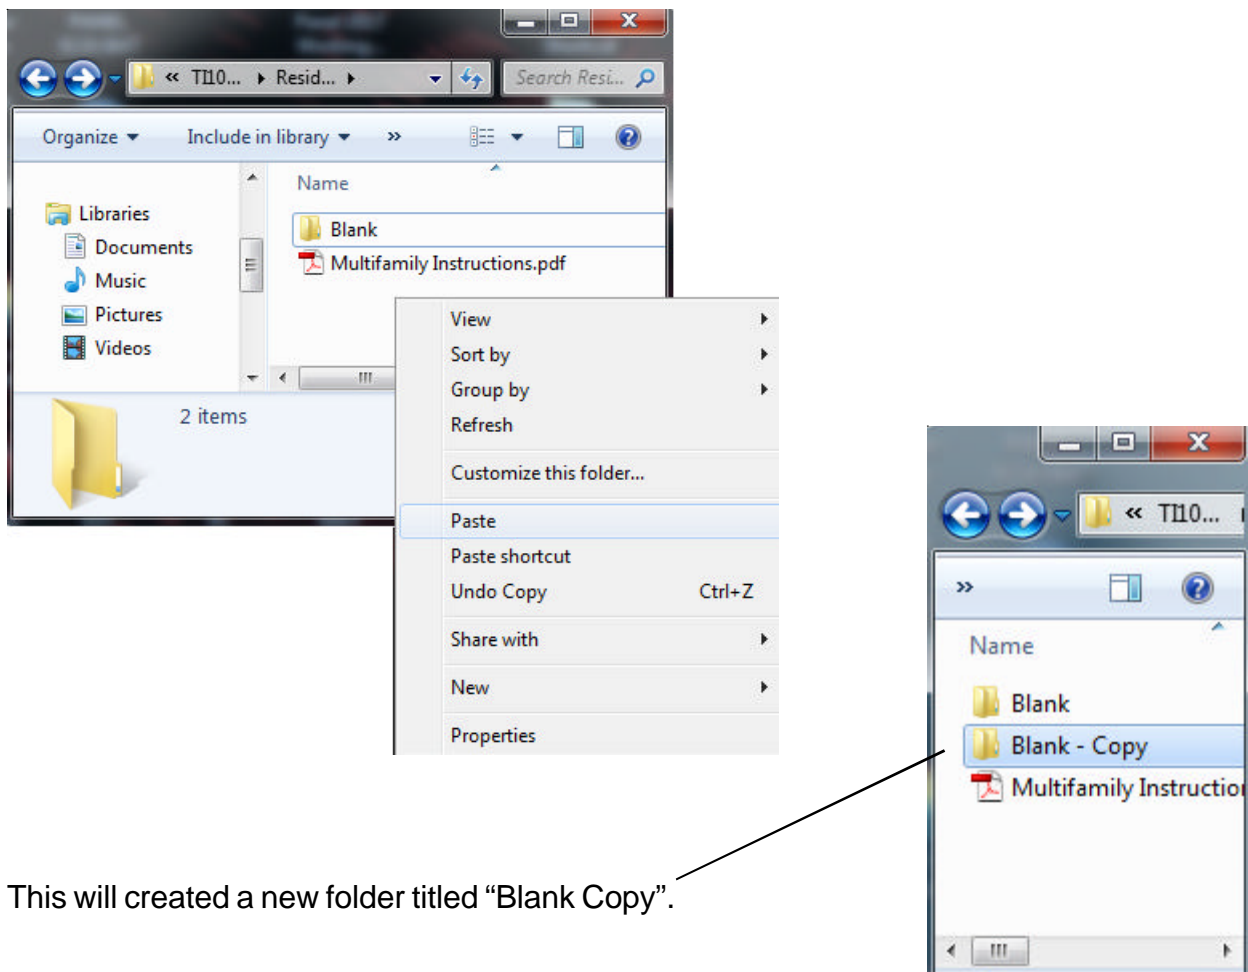 « TI10... Resid...
Search Resi...
Organize
Include in library
»
Name
Libraries
Documents
Music
Pictures
Videos
Blank
Multifamily Instructions.pdf
2 items
View
Sort by
Group by
Refresh
Customize this folder...
Paste
Paste shortcut
Undo Copy Ctrl+Z
Share with
New
Properties
« TI10...
»
Name
Blank
Blank - Copy
Multifamily Instruction
This will created a new folder titled “Blank Copy”.